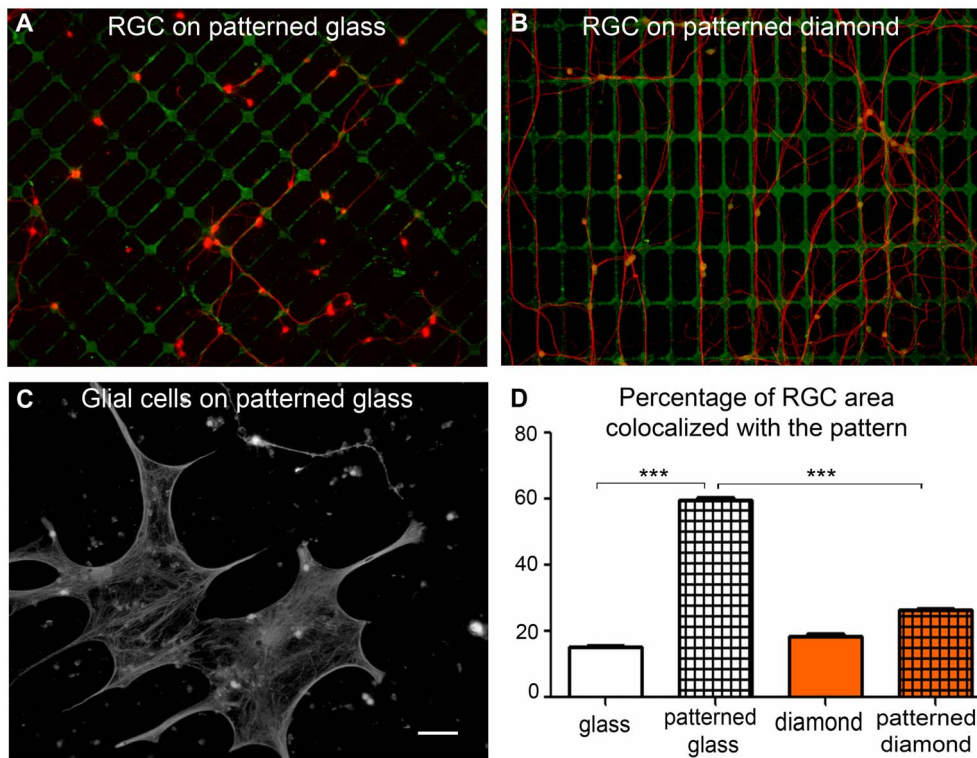 A RGC on patterned glass
B RGC on patterned diamond
C Glial cells on patterned glass
D Percentage of RGC area
colocalized with the pattern
80
60
40
20
0
***
***
glass
patterned
glass
diamond
patterned
diamond